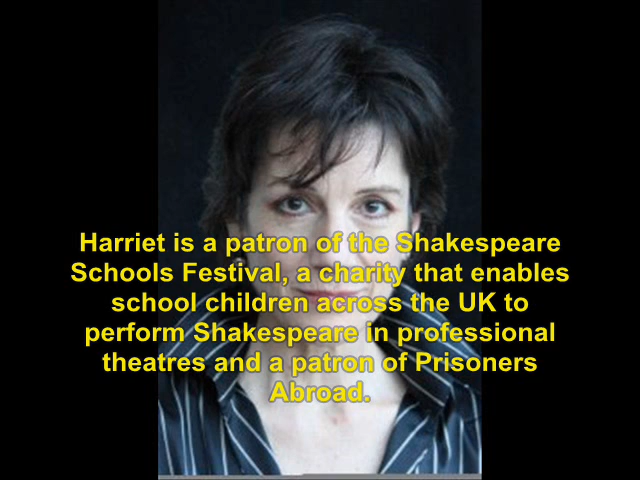 Harriet is a patron of the Shakespeare
Schools Festival, a charity that enables
school children across the UK to
perform Shakespeare in professional
theatres and a patron of Prisoners
Abroad.